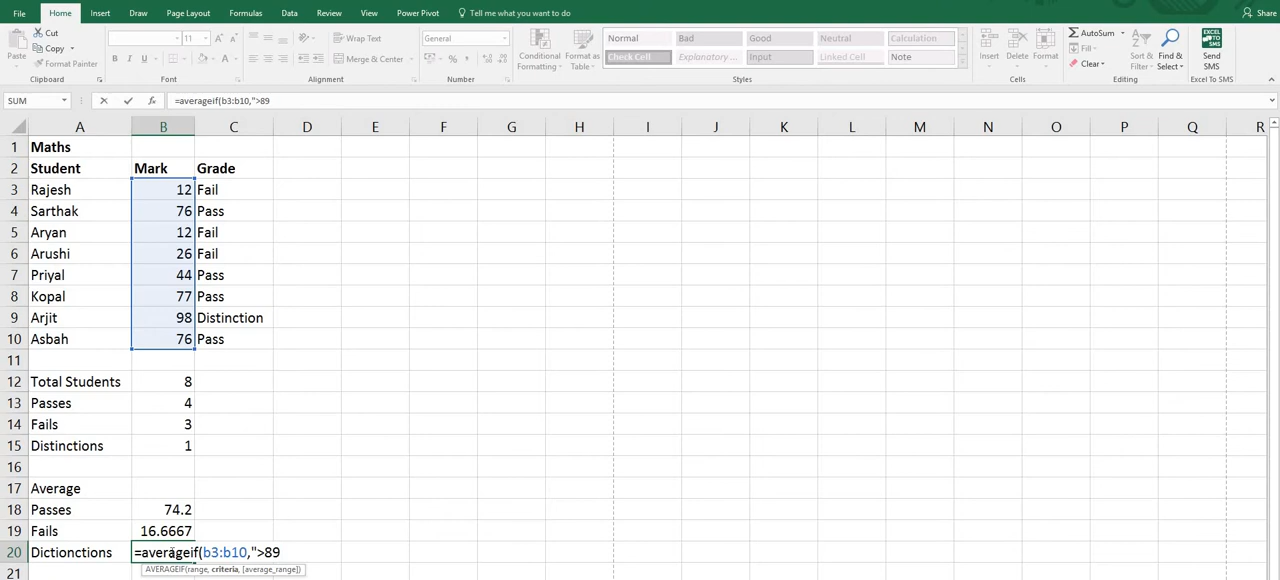 File Home Insert Draw Page Layout Formulas Data Review View Power Pivot Tell me what you want to do Share
Paste Cut Copy Format Painter Clipboard
11 A A B I U A Font
Wrap Text Merge & Center Alignment
General % Number
Conditional Formatting Format as Table
Normal Bad Good Neutral Calculation
Check Cell Explanatory ... Input Linked Cell Note
Styles
Insert Delete Format Cells
AutoSum Fill Clear Sort & Filter Find & Select Editing
EXCEL TO SMS Send SMS Excel To SMS
SUM fx =averageif(b3:b10,">89
A B C D E F G H I J K L M N O P Q R
1 Maths
2 Student Mark Grade
3 Rajesh 12 Fail
4 Sarthak 76 Pass
5 Aryan 12 Fail
6 Arushi 26 Fail
7 Priyal 44 Pass
8 Kopal 77 Pass
9 Arjit 98 Distinction
10 Asbah 76 Pass
11
12 Total Students 8
13 Passes 4
14 Fails 3
15 Distinctions 1
16
17 Average
18 Passes 74.2
19 Fails 16.6667
20 Dictionctions =averageif(b3:b10,">89
AVERAGEIF(range, criteria, [average_range])
21